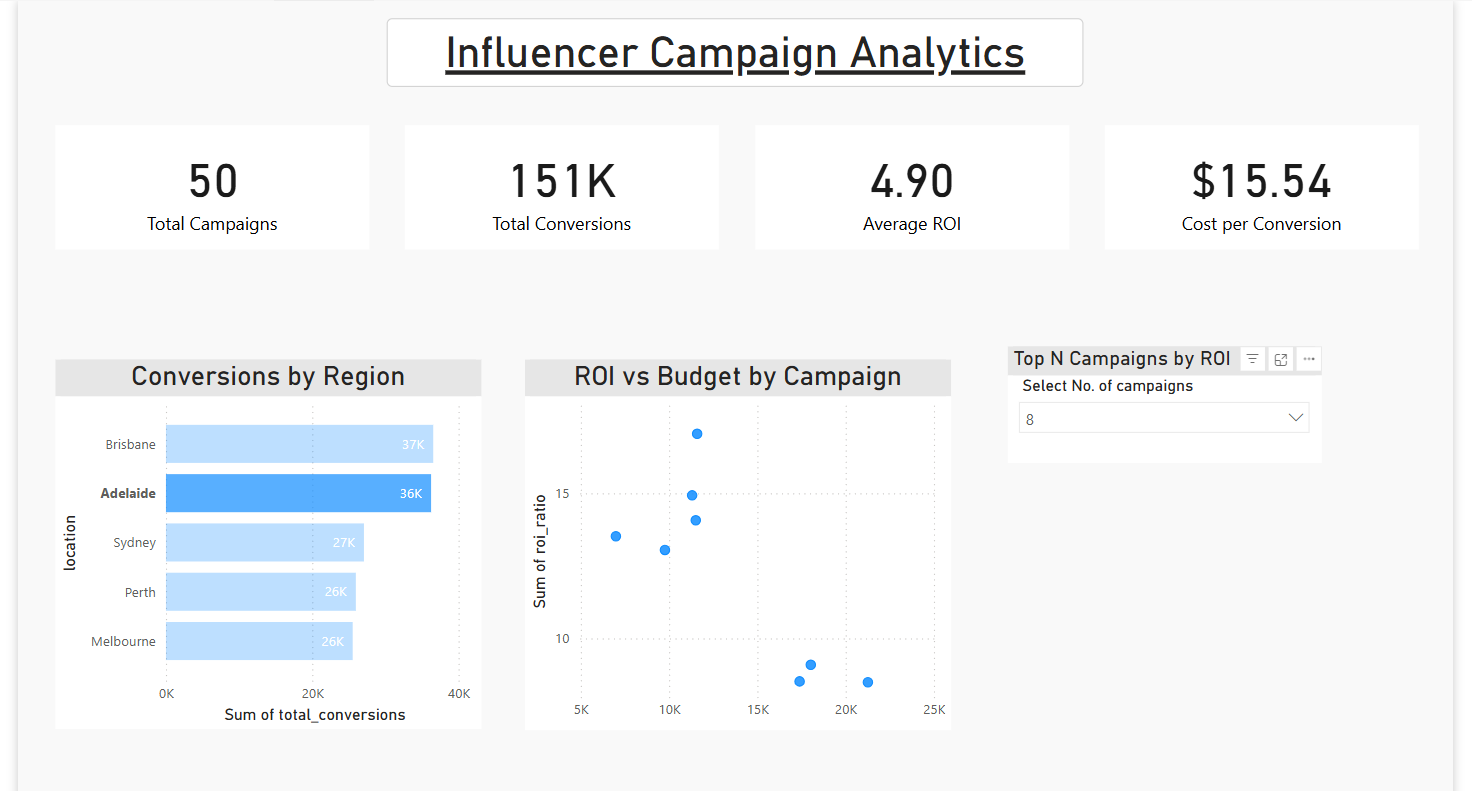 Influencer Campaign Analytics
50
Total Campaigns
151K
Total Conversions
4.90
Average ROI
$15.54
Cost per Conversion
Conversions by Region
location
Brisbane
37K
Adelaide
36K
Sydney
27K
Perth
26K
Melbourne
26K
0K 20K 40K
Sum of total_conversions
ROI vs Budget by Campaign
Sum of roi_ratio
15
10
5K 10K 15K 20K 25K
Top N Campaigns by ROI
Select No. of campaigns
8